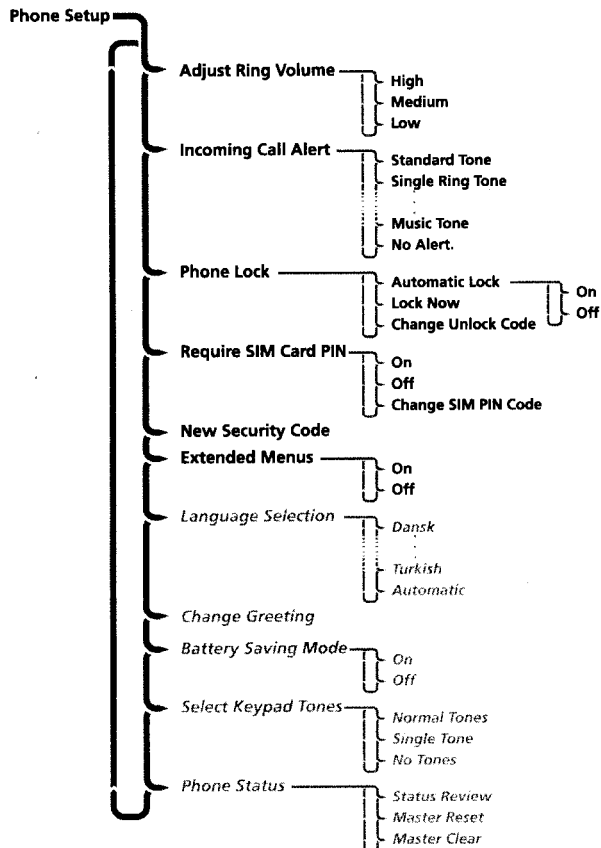 Phone Setup
Adjust Ring Volume
High
Medium
Low
Incoming Call Alert
Standard Tone
Single Ring Tone
Music Tone
No Alert.
Phone Lock
Automatic Lock
On
Off
Lock Now
Change Unlock Code
Require SIM Card PIN
On
Off
Change SIM PIN Code
New Security Code
Extended Menus
On
Off
Language Selection
Dansk
Turkish
Automatic
Change Greeting
Battery Saving Mode
On
Off
Select Keypad Tones
Normal Tones
Single Tone
No Tones
Phone Status
Status Review
Master Reset
Master Clear